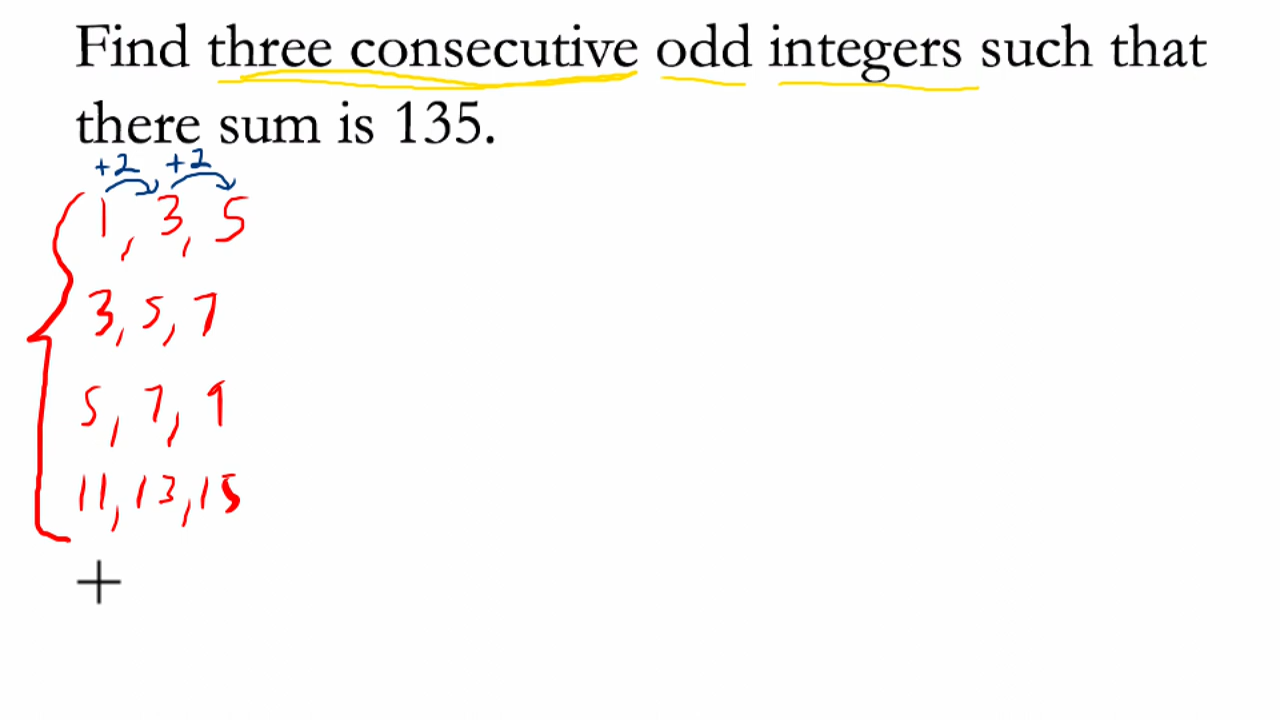 Find three consecutive odd integers such that
there sum is 135.
+2 +2
1, 3, 5
3, 5, 7
5, 7, 9
11, 13, 15